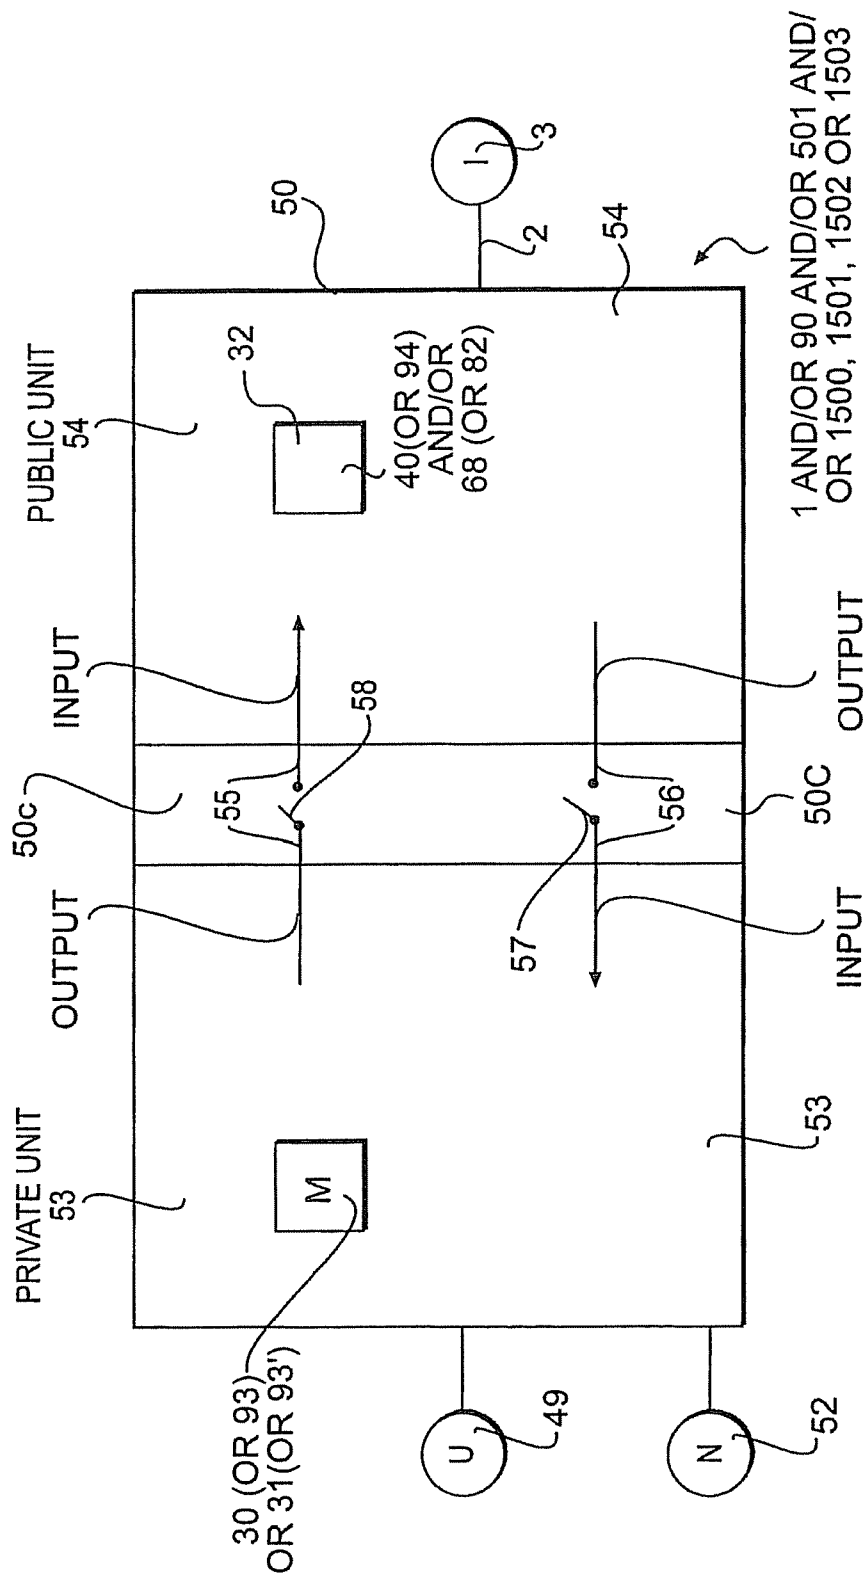 PRIVATE UNIT
53
OUTPUT
50c
INPUT
PUBLIC UNIT
54
50
30 (OR 93)
OR 31(OR 93')
M
55
58
32
40(OR 94)
AND/OR
68 (OR 82)
U
49
2
I
3
N
52
53
57
56
54
INPUT
50C
OUTPUT
1 AND/OR 90 AND/OR 501 AND/
OR 1500, 1501, 1502 OR 1503